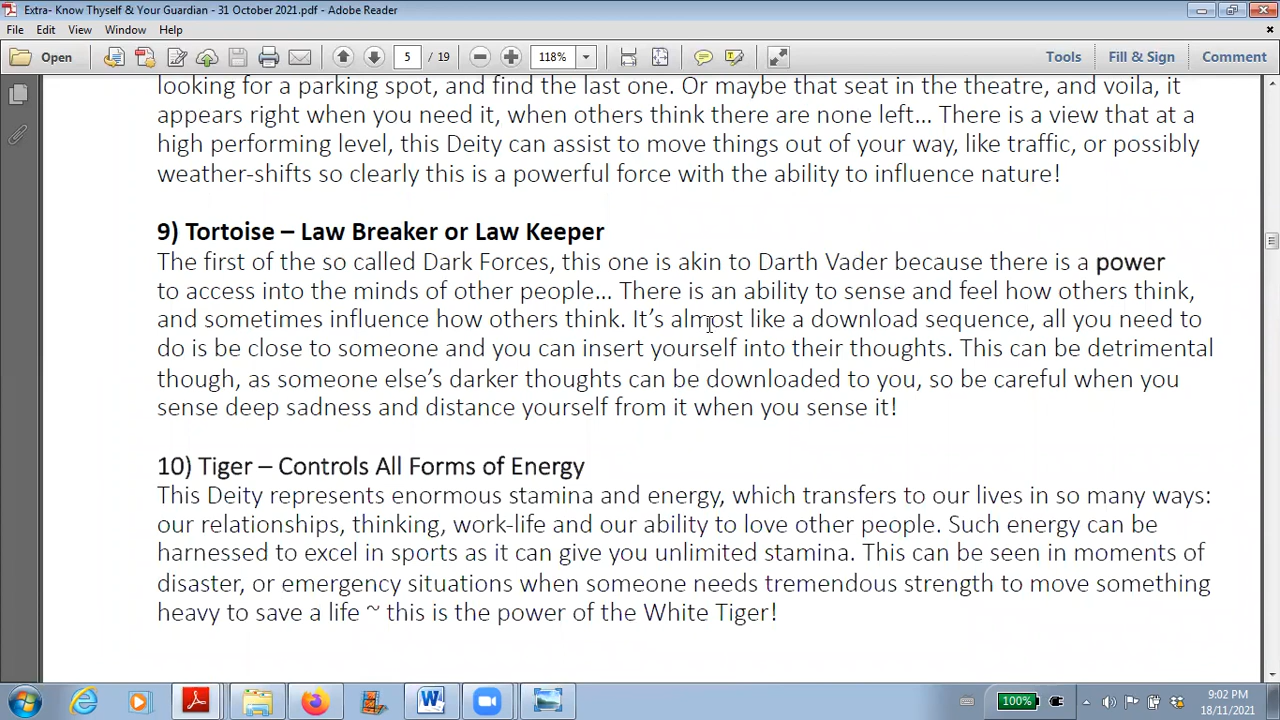 Extra- Know Thyself & Your Guardian - 31 October 2021.pdf - Adobe Reader
File Edit View Window Help
Open 5 / 19 118% Tools Fill & Sign Comment
looking for a parking spot, and find the last one. Or maybe that seat in the theatre, and voila, it
appears right when you need it, when others think there are none left... There is a view that at a
high performing level, this Deity can assist to move things out of your way, like traffic, or possibly
weather-shifts so clearly this is a powerful force with the ability to influence nature!
9) Tortoise – Law Breaker or Law Keeper
The first of the so called Dark Forces, this one is akin to Darth Vader because there is a power
to access into the minds of other people... There is an ability to sense and feel how others think,
and sometimes influence how others think. It's almost like a download sequence, all you need to
do is be close to someone and you can insert yourself into their thoughts. This can be detrimental
though, as someone else's darker thoughts can be downloaded to you, so be careful when you
sense deep sadness and distance yourself from it when you sense it!
10) Tiger – Controls All Forms of Energy
This Deity represents enormous stamina and energy, which transfers to our lives in so many ways:
our relationships, thinking, work-life and our ability to love other people. Such energy can be
harnessed to excel in sports as it can give you unlimited stamina. This can be seen in moments of
disaster, or emergency situations when someone needs tremendous strength to move something
heavy to save a life ~ this is the power of the White Tiger!
100% 9:02 PM
18/11/2021